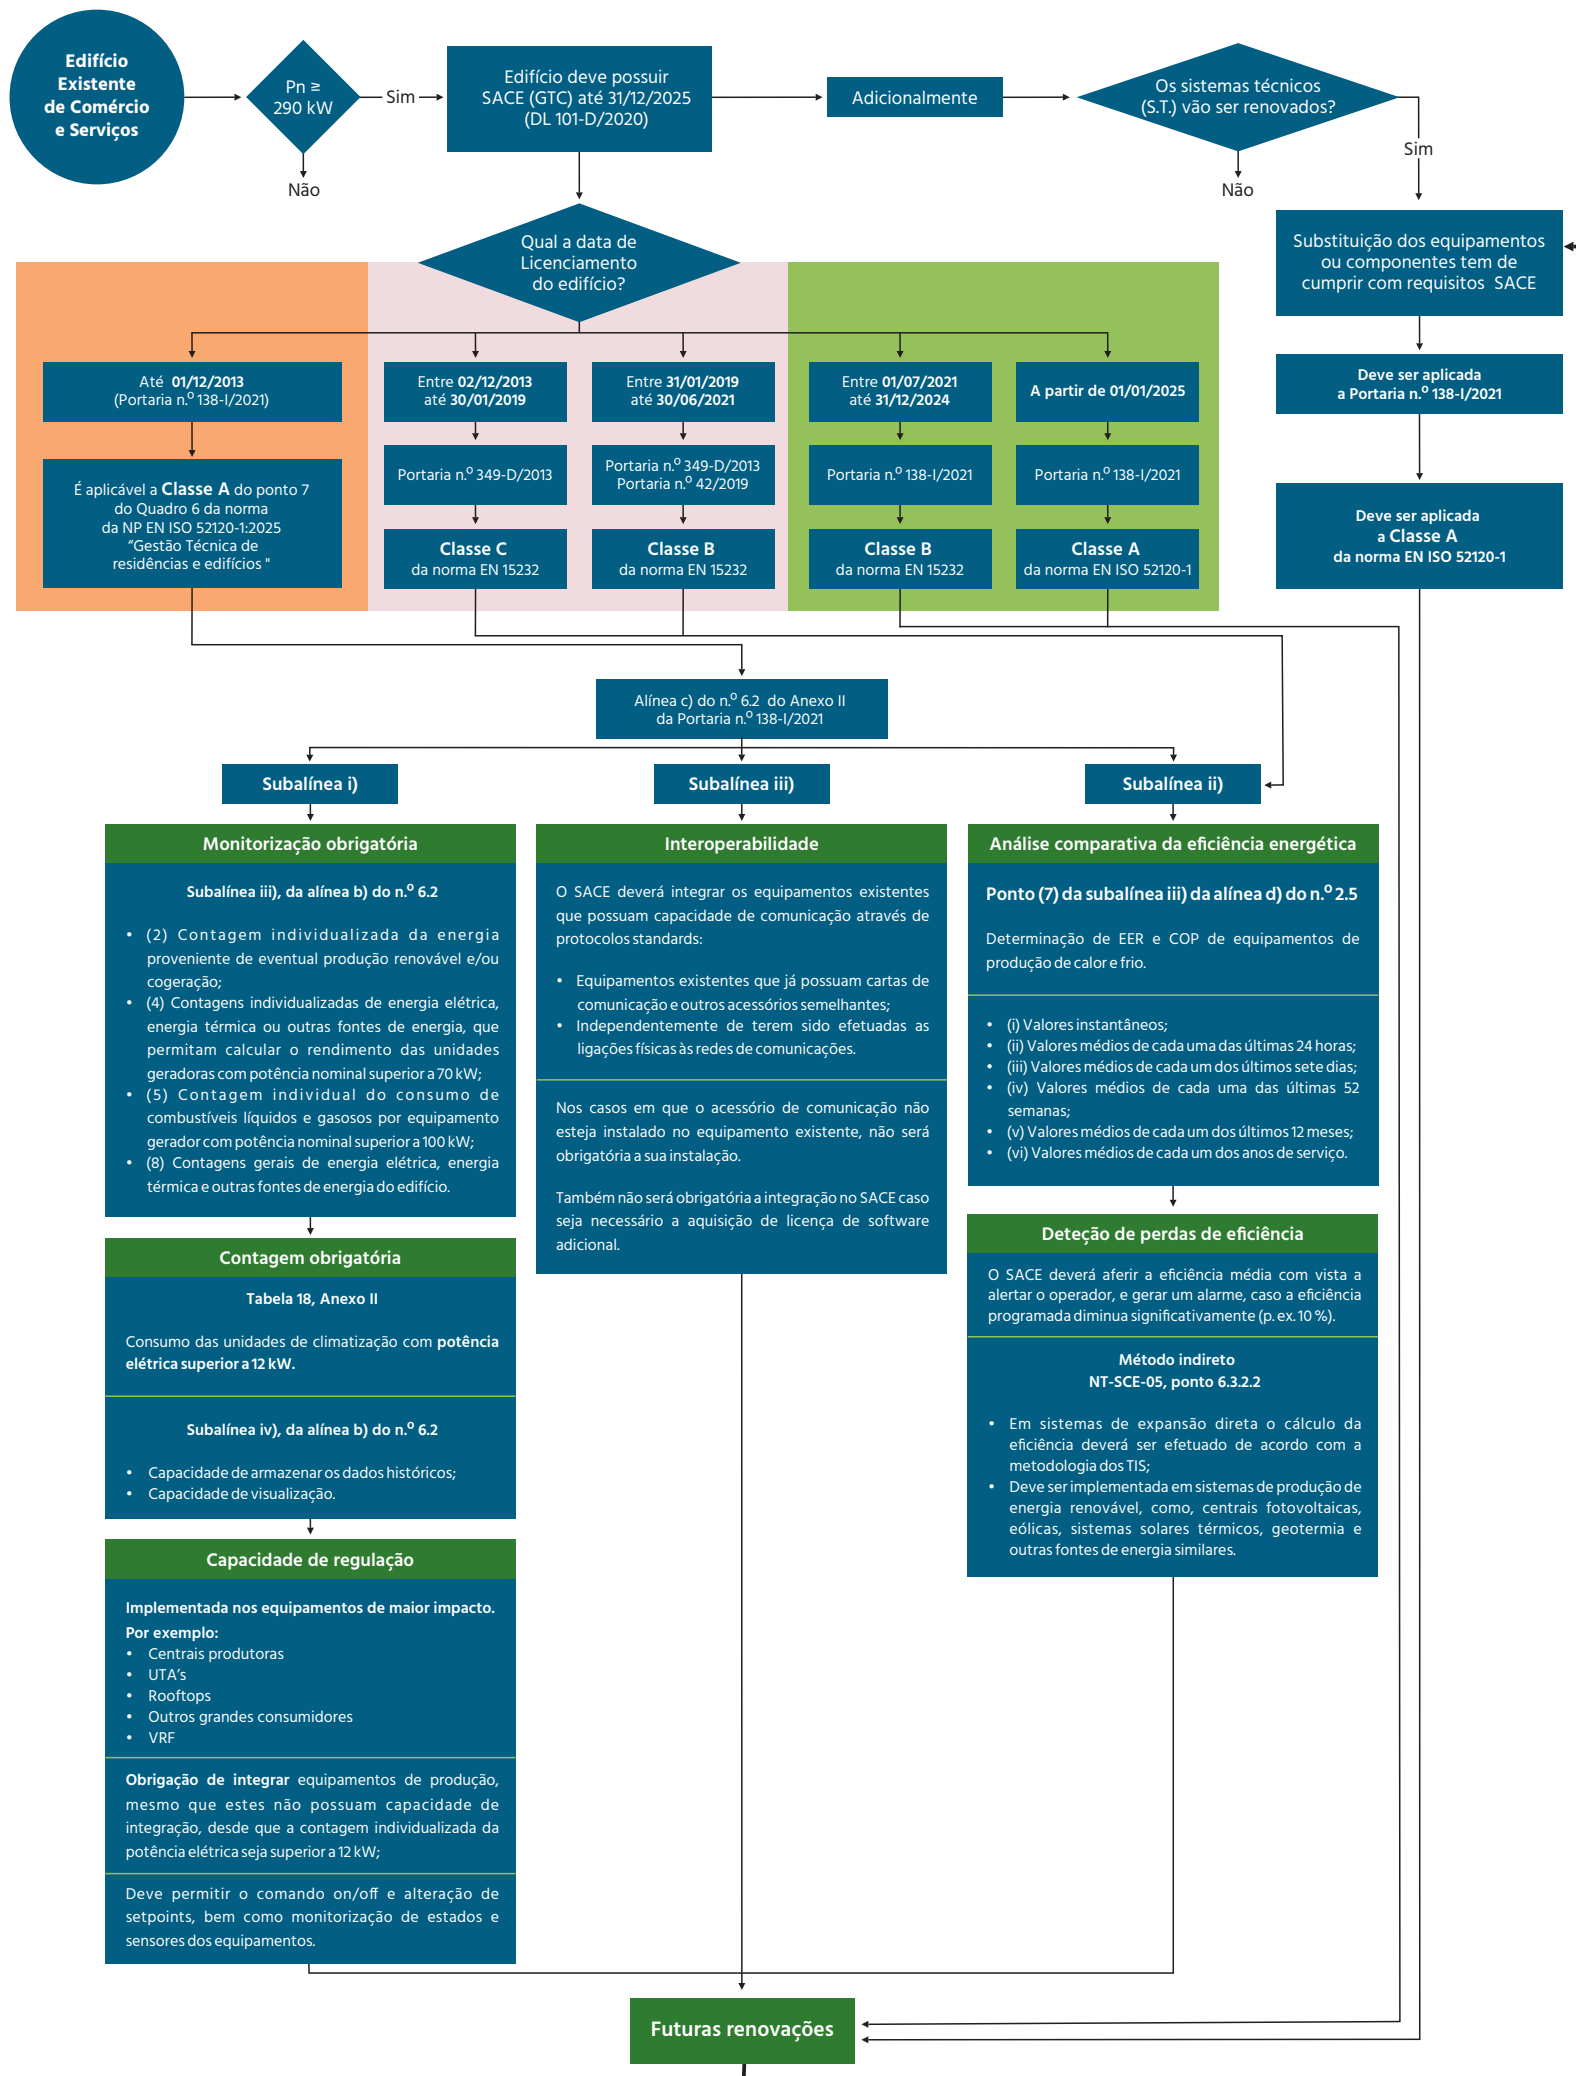 Edifício
Existente
de Comércio
e Serviços
Pn ≥
290 kW
Sim
Não
Edifício deve possuir
SACE (GTC) até 31/12/2025
(DL 101-D/2020)
Adicionalmente
Os sistemas técnicos
(S.T.) vão ser renovados?
Sim
Não
Substituição dos equipamentos
ou componentes tem de
cumprir com requisitos SACE
Deve ser aplicada
a Portaria n.º 138-I/2021
Deve ser aplicada
a Classe A
da norma EN ISO 52120-1
Qual a data de
Licenciamento
do edifício?
Até 01/12/2013
(Portaria n.º 138-I/2021)
É aplicável a Classe A do ponto 7
do Quadro 6 da norma
da NP EN ISO 52120-1:2025
“Gestão Técnica de
residências e edifícios "
Entre 02/12/2013
até 30/01/2019
Portaria n.º 349-D/2013
Classe C
da norma EN 15232
Entre 31/01/2019
até 30/06/2021
Portaria n.º 349-D/2013
Portaria n.º 42/2019
Classe B
da norma EN 15232
Entre 01/07/2021
até 31/12/2024
Portaria n.º 138-I/2021
Classe B
da norma EN 15232
A partir de 01/01/2025
Portaria n.º 138-I/2021
Classe A
da norma EN ISO 52120-1
Alínea c) do n.º 6.2 do Anexo II
da Portaria n.º 138-I/2021
Subalínea i)
Monitorização obrigatória
Subalínea iii), da alínea b) do n.º 6.2
• (2) Contagem individualizada da energia
proveniente de eventual produção renovável e/ou
cogeração;
• (4) Contagens individualizadas de energia elétrica,
energia térmica ou outras fontes de energia, que
permitam calcular o rendimento das unidades
geradoras com potência nominal superior a 70 kW;
• (5) Contagem individual do consumo de
combustíveis líquidos e gasosos por equipamento
gerador com potência nominal superior a 100 kW;
• (8) Contagens gerais de energia elétrica, energia
térmica e outras fontes de energia do edifício.
Contagem obrigatória
Tabela 18, Anexo II
Consumo das unidades de climatização com potência
elétrica superior a 12 kW.
Subalínea iv), da alínea b) do n.º 6.2
• Capacidade de armazenar os dados históricos;
• Capacidade de visualização.
Capacidade de regulação
Implementada nos equipamentos de maior impacto.
Por exemplo:
• Centrais produtoras
• UTA’s
• Rooftops
• Outros grandes consumidores
• VRF
Obrigação de integrar equipamentos de produção,
mesmo que estes não possuam capacidade de
integração, desde que a contagem individualizada da
potência elétrica seja superior a 12 kW;
Deve permitir o comando on/off e alteração de
setpoints, bem como monitorização de estados e
sensores dos equipamentos.
Subalínea iii)
Interoperabilidade
O SACE deverá integrar os equipamentos existentes
que possuam capacidade de comunicação através de
protocolos standards:
• Equipamentos existentes que já possuam cartas de
comunicação e outros acessórios semelhantes;
• Independentemente de terem sido efetuadas as
ligações físicas às redes de comunicações.
Nos casos em que o acessório de comunicação não
esteja instalado no equipamento existente, não será
obrigatória a sua instalação.
Também não será obrigatória a integração no SACE caso
seja necessário a aquisição de licença de software
adicional.
Subalínea ii)
Análise comparativa da eficiência energética
Ponto (7) da subalínea iii) da alínea d) do n.º 2.5
Determinação de EER e COP de equipamentos de
produção de calor e frio.
• (i) Valores instantâneos;
• (ii) Valores médios de cada uma das últimas 24 horas;
• (iii) Valores médios de cada um dos últimos sete dias;
• (iv) Valores médios de cada uma das últimas 52
semanas;
• (v) Valores médios de cada um dos últimos 12 meses;
• (vi) Valores médios de cada um dos anos de serviço.
Deteção de perdas de eficiência
O SACE deverá aferir a eficiência média com vista a
alertar o operador, e gerar um alarme, caso a eficiência
programada diminua significativamente (p. ex. 10 %).
Método indireto
NT-SCE-05, ponto 6.3.2.2
• Em sistemas de expansão direta o cálculo da
eficiência deverá ser efetuado de acordo com a
metodologia dos TIS;
• Deve ser implementada em sistemas de produção de
energia renovável, como, centrais fotovoltaicas,
eólicas, sistemas solares térmicos, geotermia e
outras fontes de energia similares.
Futuras renovações